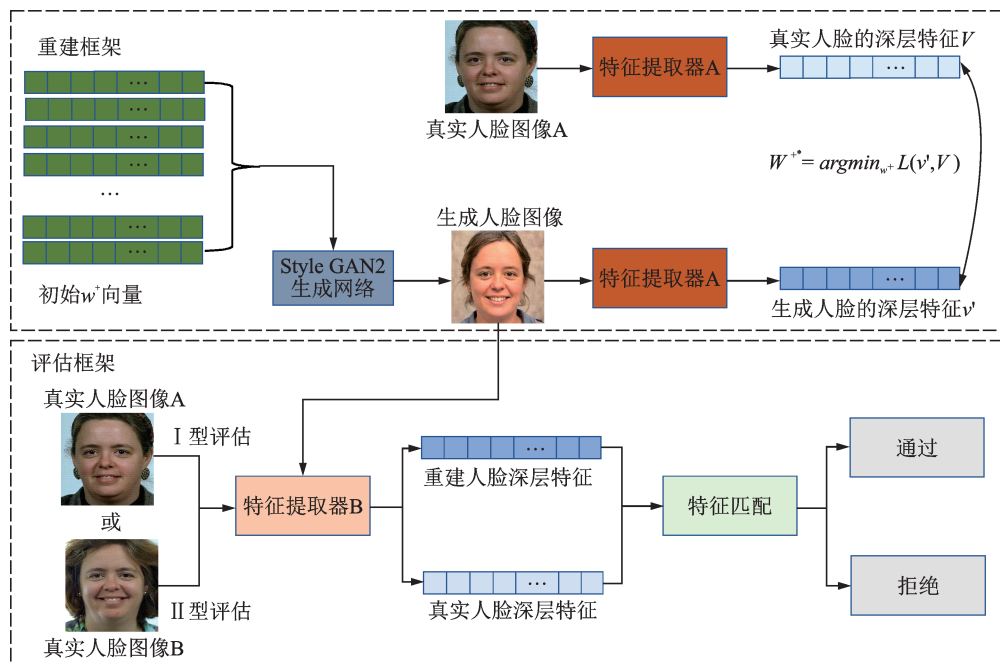 重建框架
真实人脸图像A
特征提取器A
真实人脸的深层特征V
...
...
...
...
...
...
...
...
初始w⁺向量
W⁺*=argmin_w⁺ L(v',V)
Style GAN2
生成网络
生成人脸图像
特征提取器A
...
生成人脸的深层特征v'
评估框架
真实人脸图像A
Ⅰ型评估
或
Ⅱ型评估
真实人脸图像B
特征提取器B
...
重建人脸深层特征
...
真实人脸深层特征
特征匹配
通过
拒绝